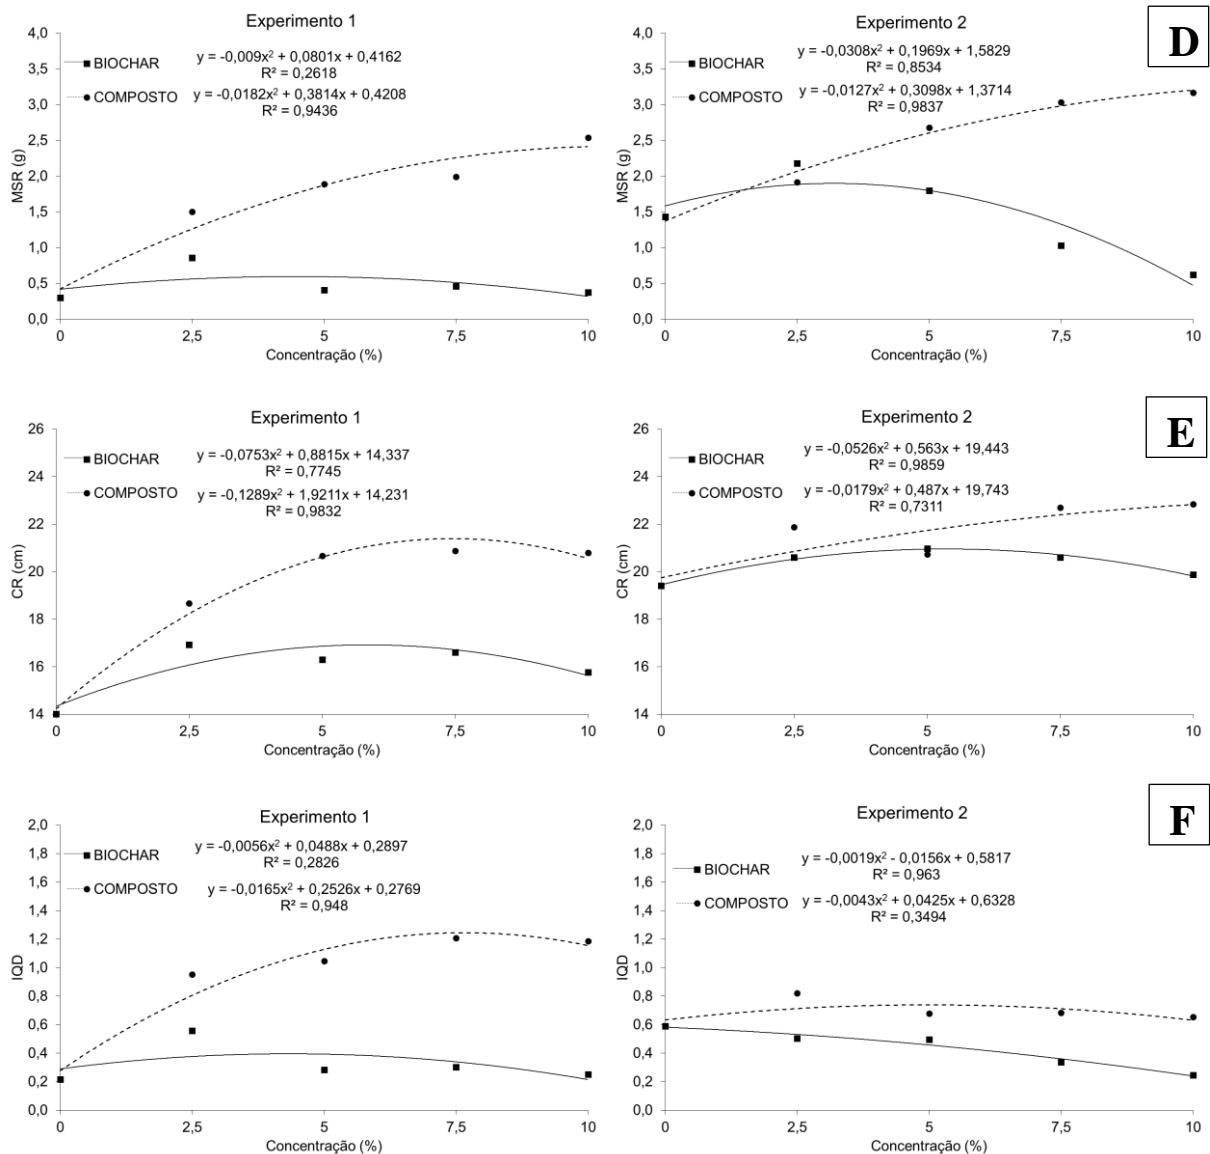 Experimento 1
4,0
3,5
3,0
2,5
2,0
1,5
1,0
0,5
0,0
MSR (g)
BIOCHAR
y = -0,009x² + 0,0801x + 0,4162
R² = 0,2618
COMPOSTO
y = -0,0182x² + 0,3814x + 0,4208
R² = 0,9436
0 2,5 5 7,5 10
Concentração (%)
Experimento 2
D
4,0
3,5
3,0
2,5
2,0
1,5
1,0
0,5
0,0
MSR (g)
BIOCHAR
y = -0,0308x² + 0,1969x + 1,5829
R² = 0,8534
COMPOSTO
y = -0,0127x² + 0,3098x + 1,3714
R² = 0,9837
0 2,5 5 7,5 10
Concentração (%)
Experimento 1
26
24
22
20
18
16
14
CR (cm)
BIOCHAR
y = -0,0753x² + 0,8815x + 14,337
R² = 0,7745
COMPOSTO
y = -0,1289x² + 1,9211x + 14,231
R² = 0,9832
0 2,5 5 7,5 10
Concentração (%)
Experimento 2
E
26
24
22
20
18
16
14
CR (cm)
BIOCHAR
y = -0,0526x² + 0,563x + 19,443
R² = 0,9859
COMPOSTO
y = -0,0179x² + 0,487x + 19,743
R² = 0,7311
0 2,5 5 7,5 10
Concentração (%)
Experimento 1
2,0
1,8
1,6
1,4
1,2
1,0
0,8
0,6
0,4
0,2
0,0
IQD
BIOCHAR
y = -0,0056x² + 0,0488x + 0,2897
R² = 0,2826
COMPOSTO
y = -0,0165x² + 0,2526x + 0,2769
R² = 0,948
0 2,5 5 7,5 10
Concentração (%)
Experimento 2
F
2,0
1,8
1,6
1,4
1,2
1,0
0,8
0,6
0,4
0,2
0,0
IQD
BIOCHAR
y = -0,0019x² - 0,0156x + 0,5817
R² = 0,963
COMPOSTO
y = -0,0043x² + 0,0425x + 0,6328
R² = 0,3494
0 2,5 5 7,5 10
Concentração (%)